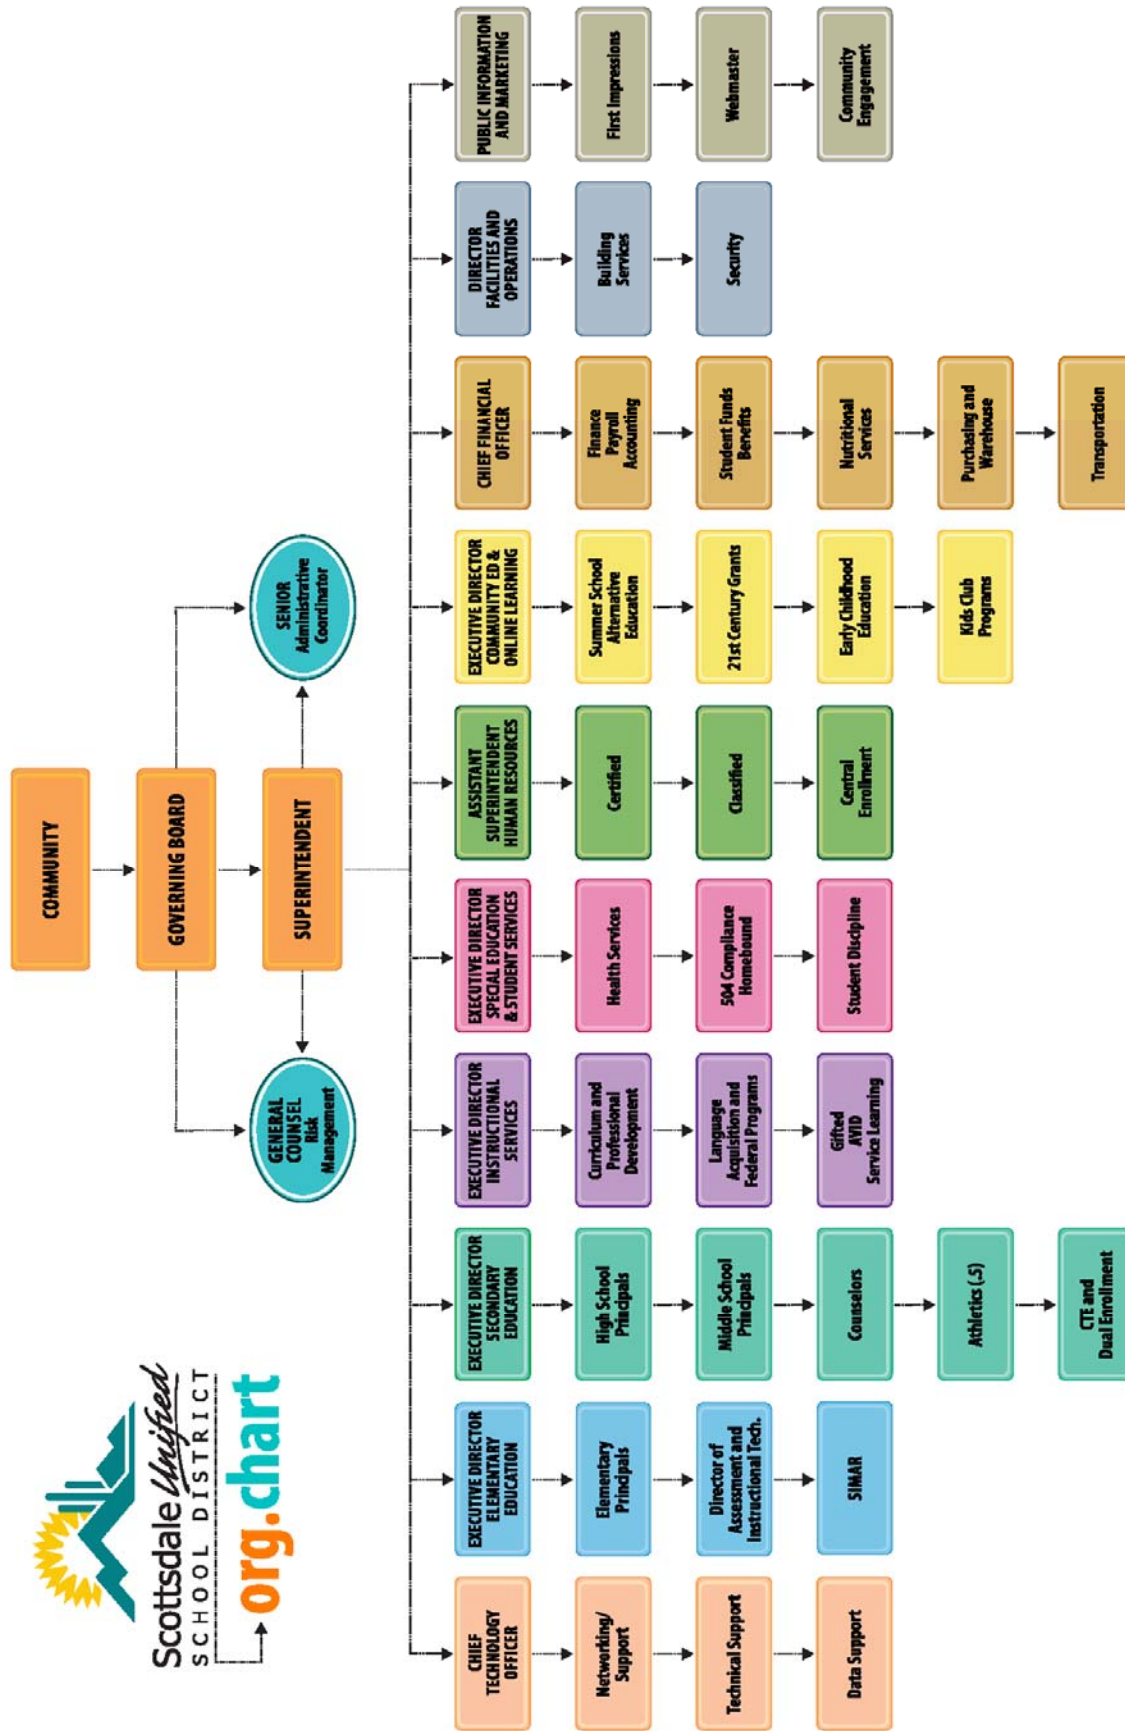 Scottsdale Unified
SCHOOL DISTRICT
org.chart
COMMUNITY
GOVERNING BOARD
SUPERINTENDENT
GENERAL
COUNSEL
Risk
Management
SENIOR
Administrative
Coordinator
CHIEF
TECHNOLOGY
OFFICER
Networking/
Support
Technical Support
Data Support
EXECUTIVE DIRECTOR
ELEMENTARY
EDUCATION
Elementary
Principals
Director of
Assessment and
Instructional Tech.
SIMAR
EXECUTIVE DIRECTOR
SECONDARY
EDUCATION
High School
Principals
Middle School
Principals
Counselors
Athletics (.5)
CTE and
Dual Enrollment
EXECUTIVE DIRECTOR
INSTRUCTIONAL
SERVICES
Curriculum and
Professional
Development
Language
Acquisition and
Federal Programs
Gifted
AVID
Service Learning
EXECUTIVE DIRECTOR
SPECIAL EDUCATION
& STUDENT SERVICES
Health Services
504 Compliance
Homebound
Student Discipline
ASSISTANT
SUPERINTENDENT
HUMAN RESOURCES
Certified
Classified
Central
Enrollment
EXECUTIVE DIRECTOR
COMMUNITY ED &
ONLINE LEARNING
Summer School
Alternative
Education
21st Century Grants
Early Childhood
Education
Kids Club
Programs
CHIEF FINANCIAL
OFFICER
Finance
Payroll
Accounting
Student Funds
Benefits
Nutritional
Services
Purchasing and
Warehouse
Transportation
DIRECTOR
FACILITIES AND
OPERATIONS
Building
Services
Security
PUBLIC INFORMATION
AND MARKETING
First Impressions
Webmaster
Community
Engagement